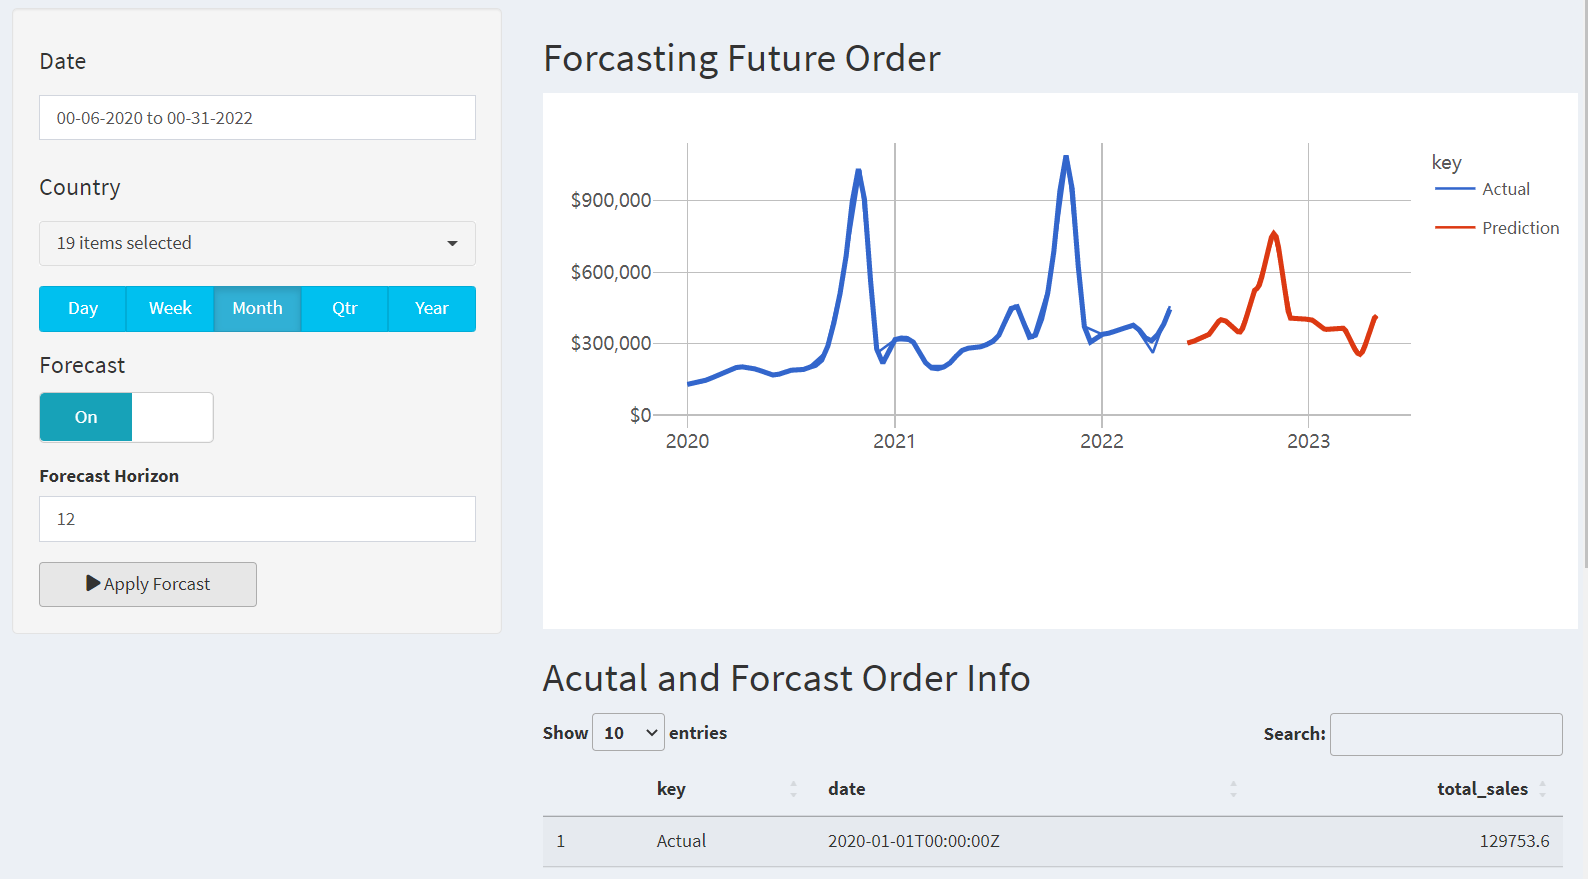 Date
00-06-2020 to 00-31-2022
Country
19 items selected
Day Week Month Qtr Year
Forecast
On
Forecast Horizon
12
Apply Forcast
Forcasting Future Order
$900,000
$600,000
$300,000
$0
2020 2021 2022 2023
key
Actual
Prediction
Acutal and Forcast Order Info
Show 10 entries Search:
key date total_sales
1 Actual 2020-01-01T00:00:00Z 129753.6